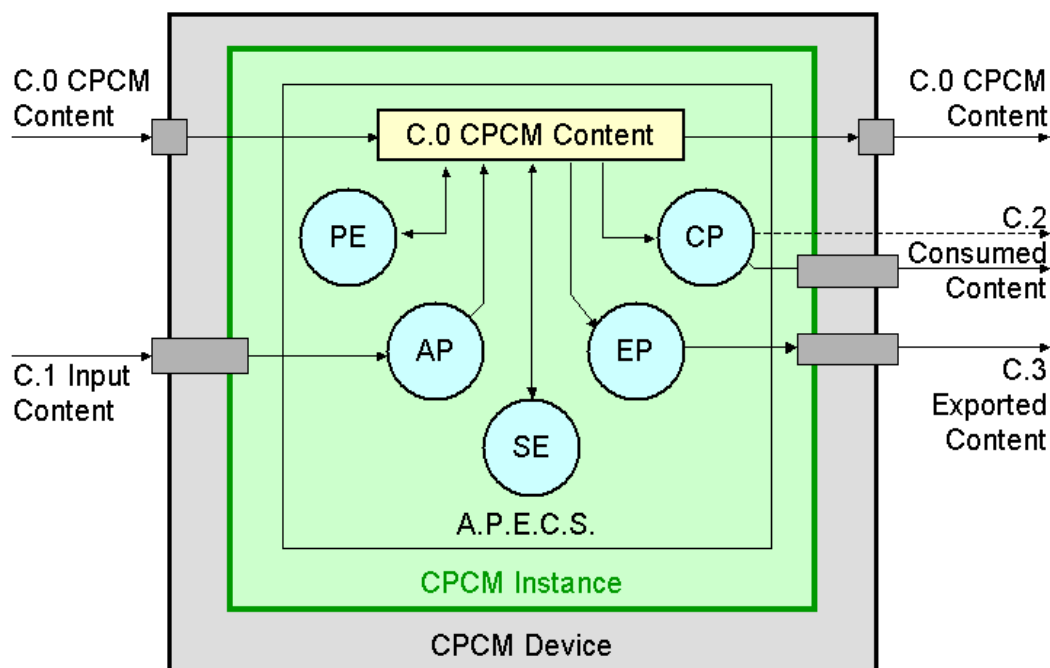 C.0 CPCM
Content
C.0 CPCM
Content
C.0 CPCM Content
PE
CP
C.2
Consumed
Content
AP
EP
C.1 Input
Content
C.3
Exported
Content
SE
A.P.E.C.S.
CPCM Instance
CPCM Device